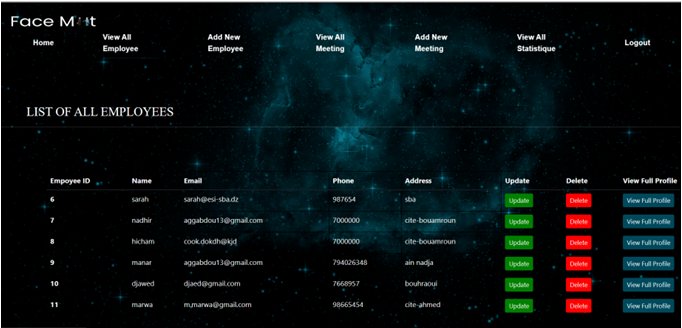 Face Meet
Home
View All
Employee
Add New
Employee
View All
Meeting
Add New
Meeting
View All
Statistique
Logout
LIST OF ALL EMPLOYEES
Empoyee ID Name Email Phone Address Update Delete View Full Profile
6 sarah sarah@esi-sba.dz 987654 sba Update Delete View Full Profile
7 nadhir aggabdou13@gmail.com 7000000 cite-bouamroun Update Delete View Full Profile
8 hicham cook.dokdh@kjd 7000000 cite-bouamroun Update Delete View Full Profile
9 manar aggabdou13@gmail.com 794026348 ain nadja Update Delete View Full Profile
10 djawed djaed@gmail.com 7668957 bouhraoui Update Delete View Full Profile
11 marwa m,marwa@gmail.com 98665454 cite-ahmed Update Delete View Full Profile